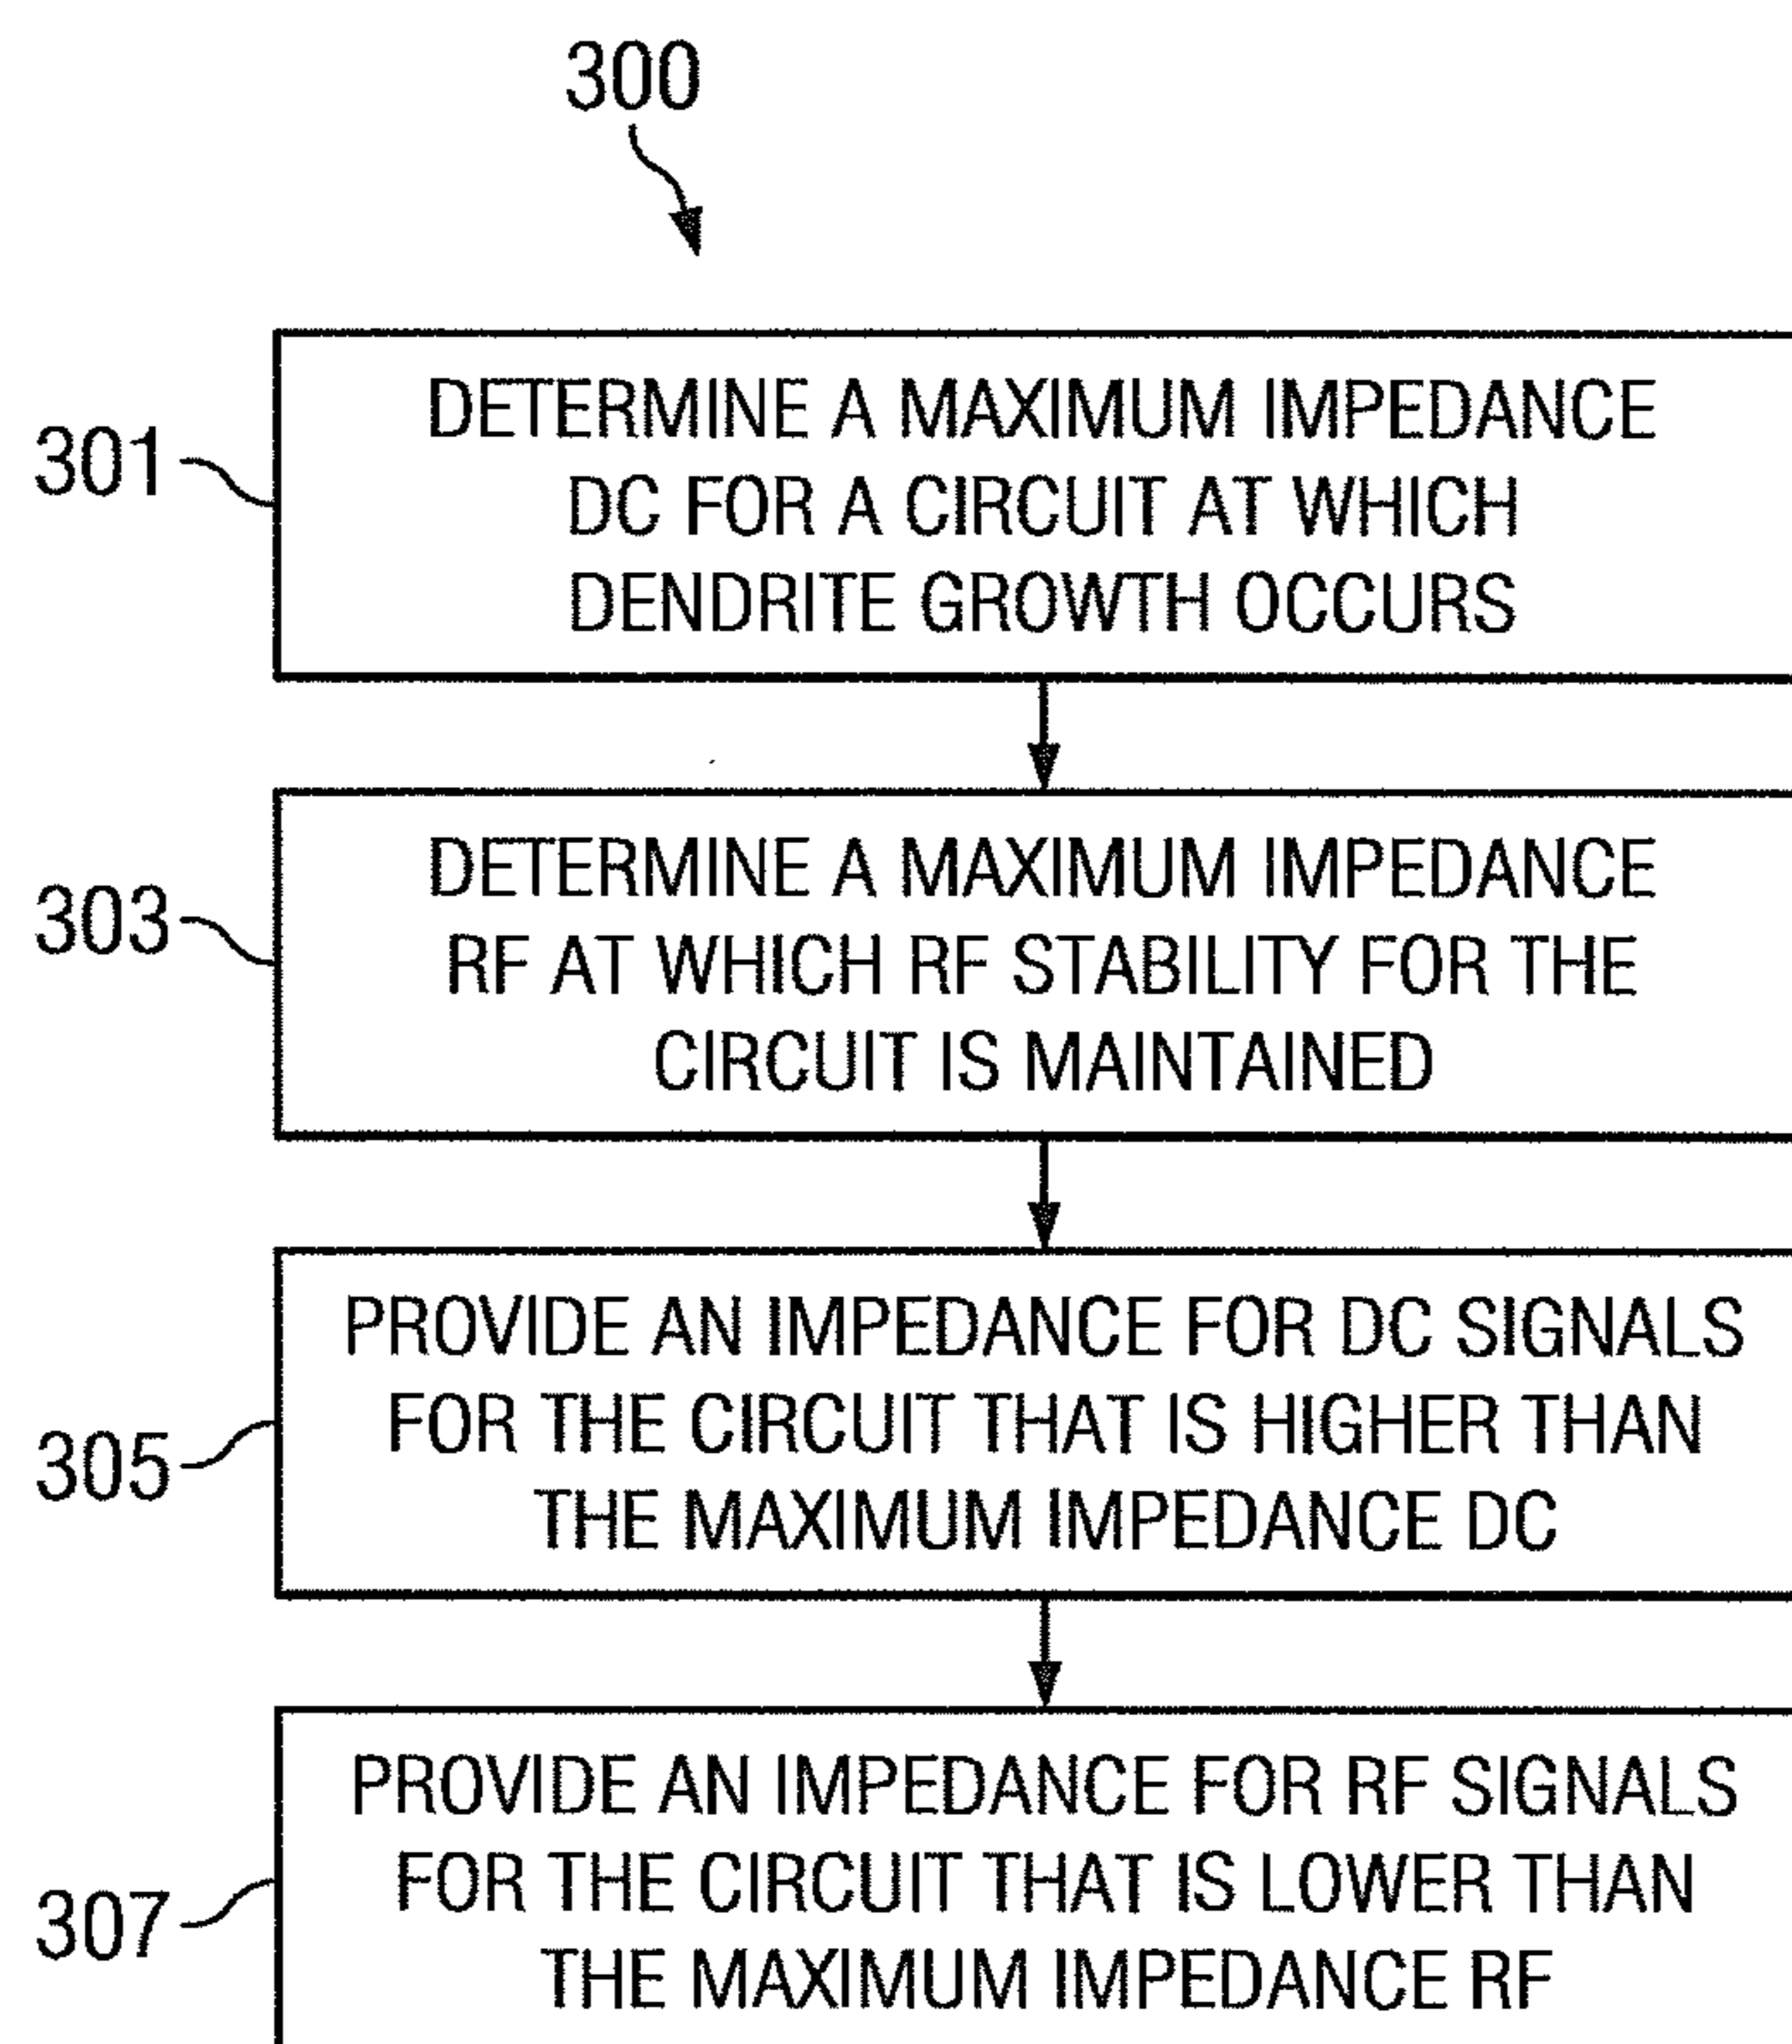 300
301
DETERMINE A MAXIMUM IMPEDANCE
DC FOR A CIRCUIT AT WHICH
DENDRITE GROWTH OCCURS
303
DETERMINE A MAXIMUM IMPEDANCE
RF AT WHICH RF STABILITY FOR THE
CIRCUIT IS MAINTAINED
305
PROVIDE AN IMPEDANCE FOR DC SIGNALS
FOR THE CIRCUIT THAT IS HIGHER THAN
THE MAXIMUM IMPEDANCE DC
307
PROVIDE AN IMPEDANCE FOR RF SIGNALS
FOR THE CIRCUIT THAT IS LOWER THAN
THE MAXIMUM IMPEDANCE RF